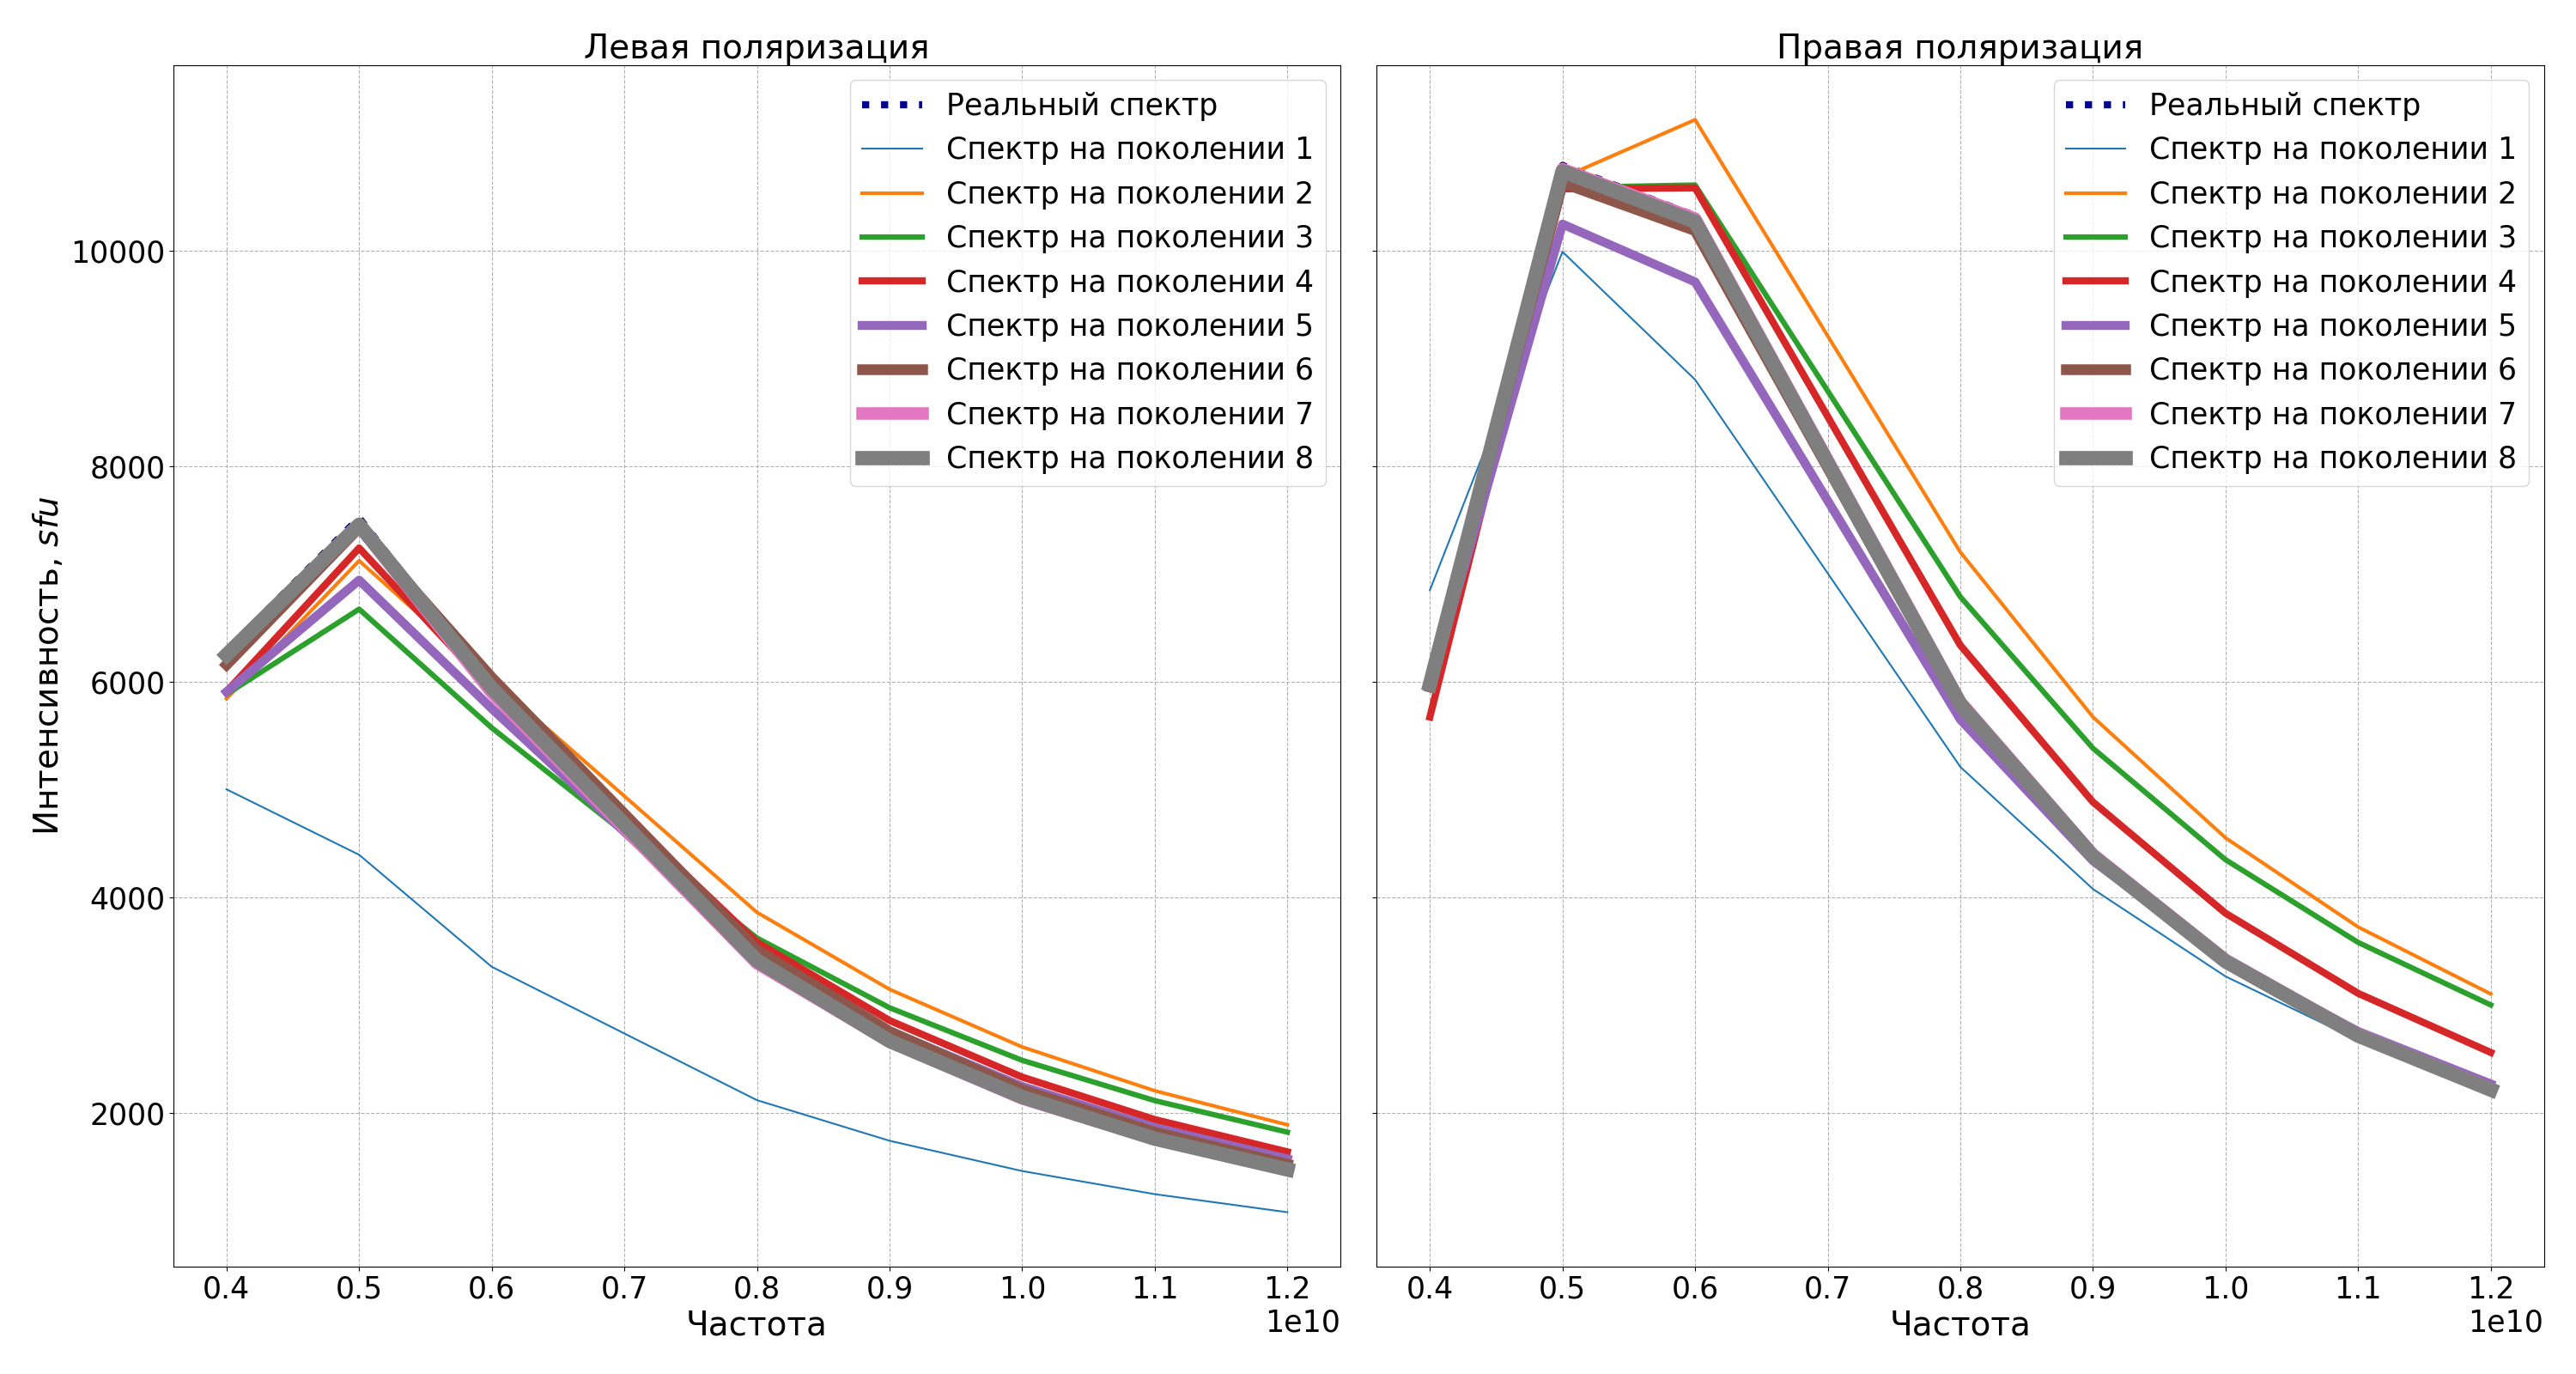 Левая поляризация
Реальный спектр
Спектр на поколении 1
Спектр на поколении 2
Спектр на поколении 3
Спектр на поколении 4
Спектр на поколении 5
Спектр на поколении 6
Спектр на поколении 7
Спектр на поколении 8
Интенсивность, sfu
10000
8000
6000
4000
2000
0.4 0.5 0.6 0.7 0.8 0.9 1.0 1.1 1.2
1e10
Частота
Правая поляризация
Реальный спектр
Спектр на поколении 1
Спектр на поколении 2
Спектр на поколении 3
Спектр на поколении 4
Спектр на поколении 5
Спектр на поколении 6
Спектр на поколении 7
Спектр на поколении 8
0.4 0.5 0.6 0.7 0.8 0.9 1.0 1.1 1.2
1e10
Частота